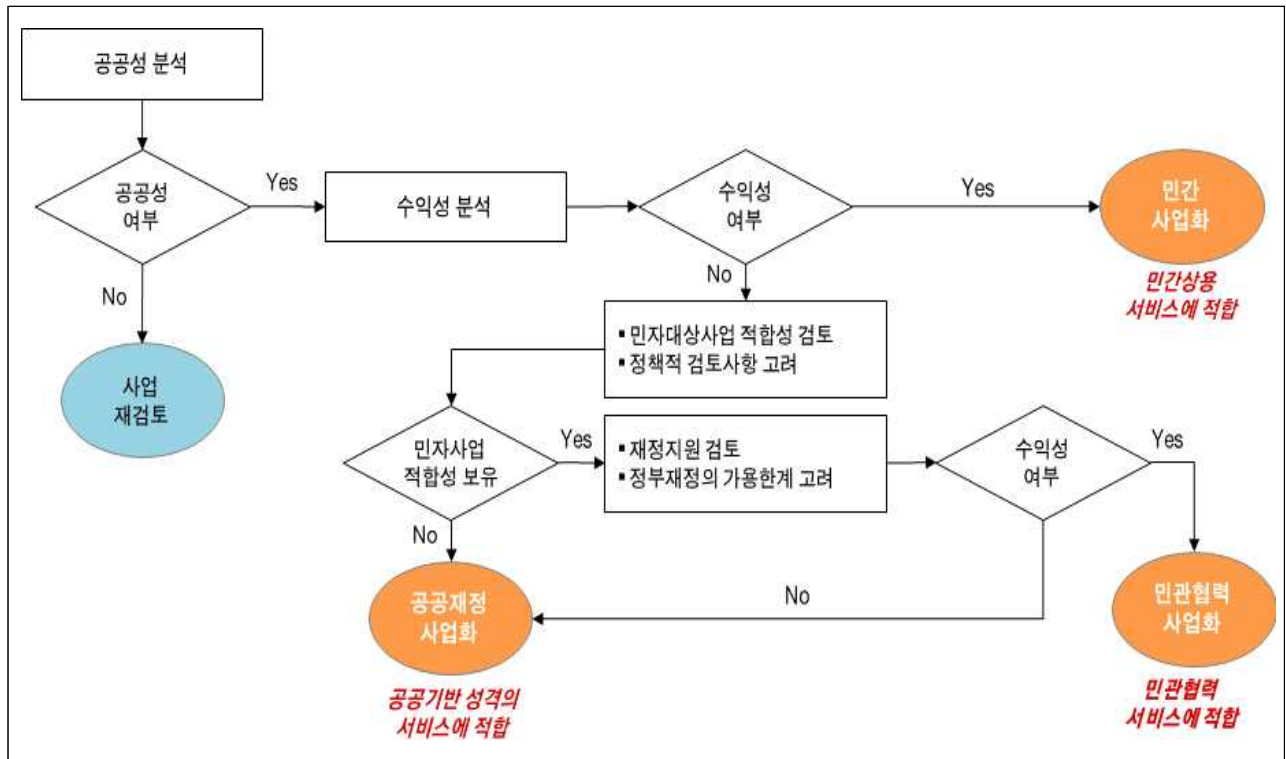 공공성 분석
공공성
여부
Yes
수익성 분석
수익성
여부
Yes
민간
사업화
민간상용
서비스에 적합
No
No
사업
재검토
▪ 민자대상사업 적합성 검토
▪ 정책적 검토사항 고려
민자사업
적합성 보유
Yes
▪ 재정지원 검토
▪ 정부재정의 가용한계 고려
수익성
여부
Yes
No
공공재정
사업화
No
민관협력
사업화
공공기반 성격의
서비스에 적합
민관협력
서비스에 적합